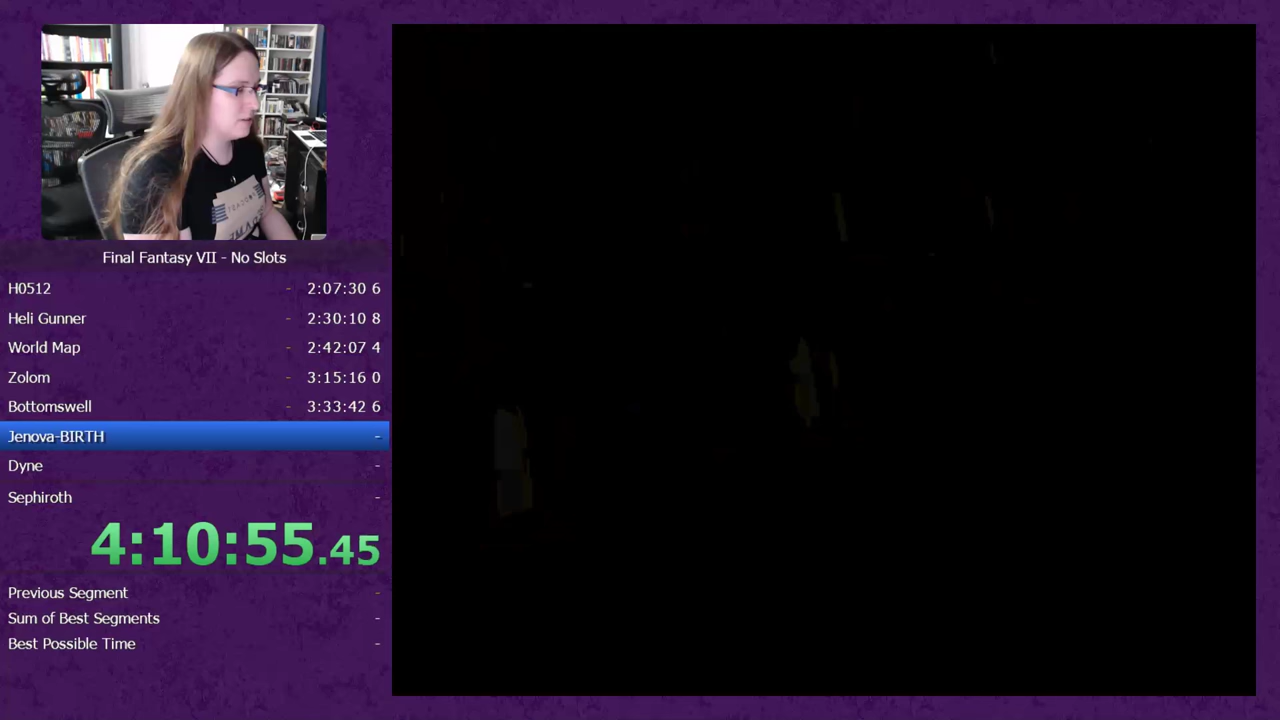 Final Fantasy VII - No Slots
H0512 - 2:07:30 6
Heli Gunner - 2:30:10 8
World Map - 2:42:07 4
Zolom - 3:15:16 0
Bottomswell - 3:33:42 6
Jenova-BIRTH -
Dyne -
Sephiroth -
4:10:55.45
Previous Segment -
Sum of Best Segments -
Best Possible Time -